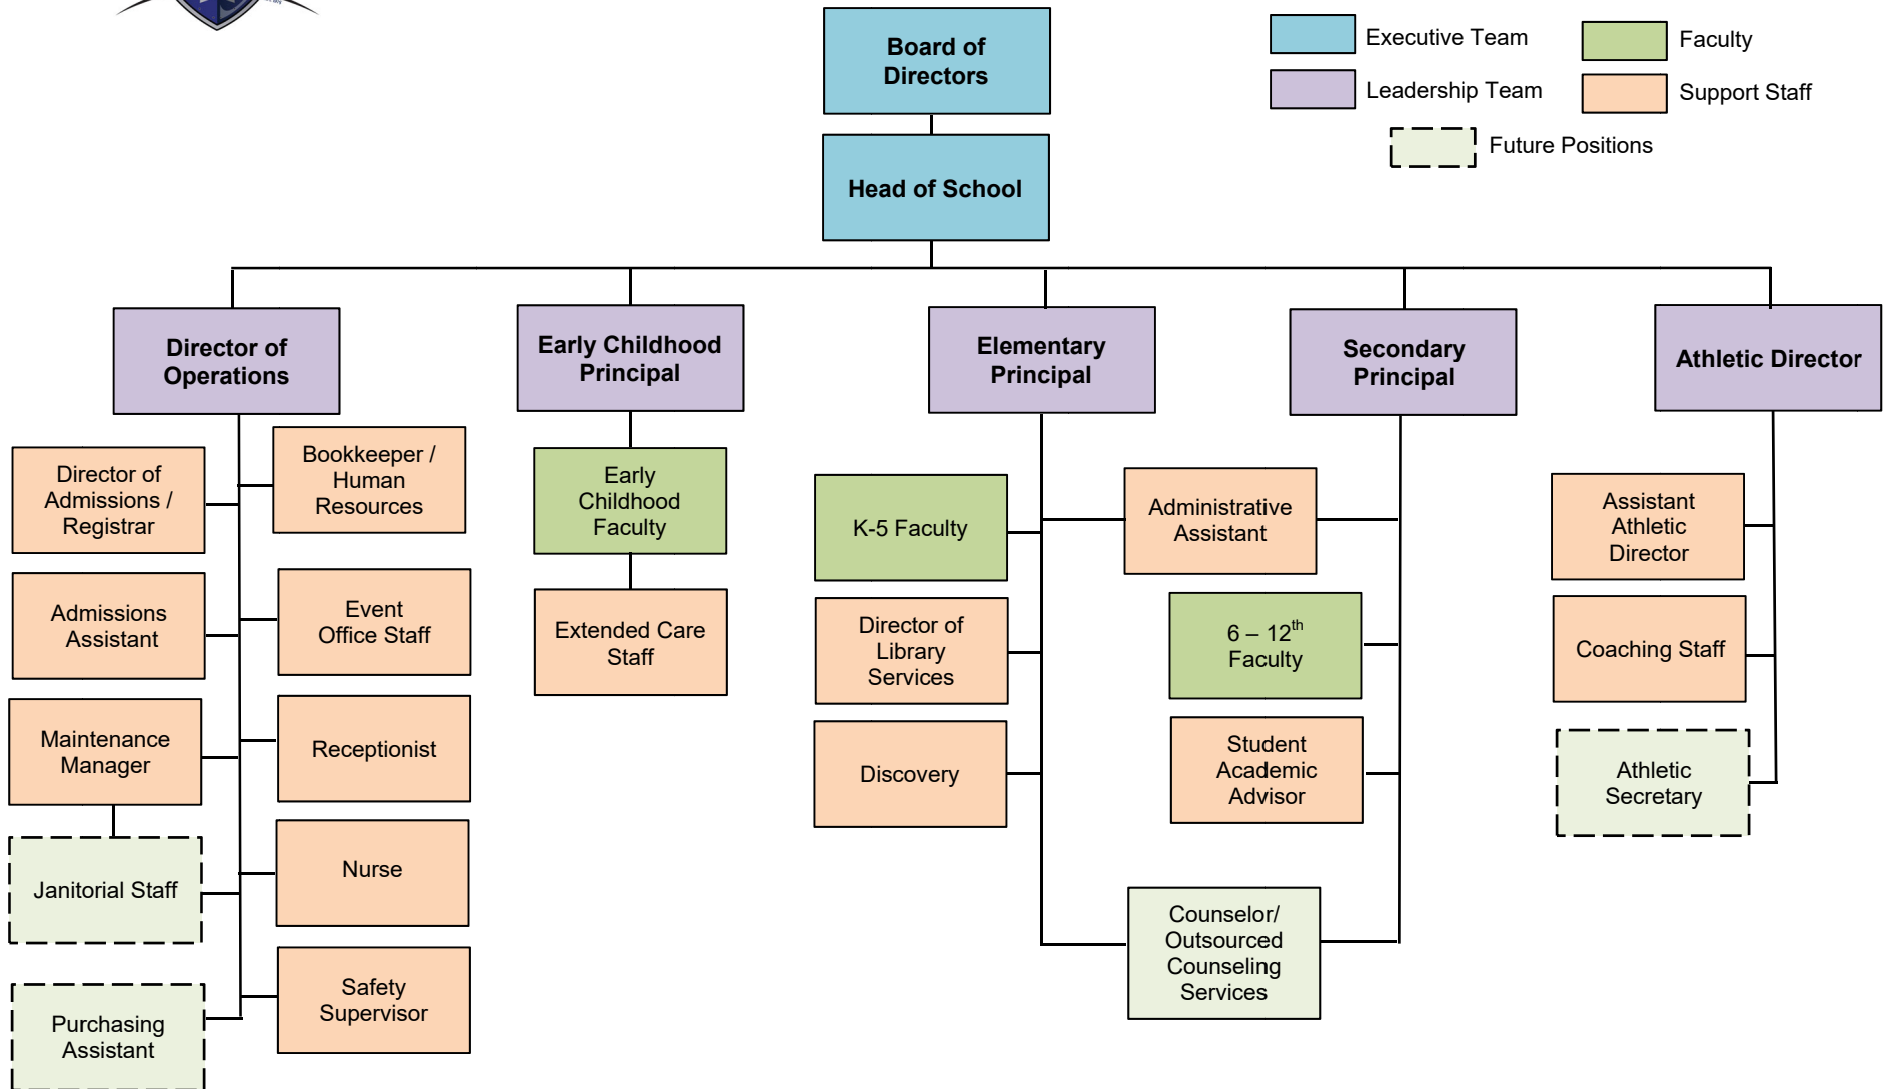 Board of
Directors
Executive Team
Faculty
Leadership Team
Support Staff
Future Positions
Head of School
Director of
Operations
Early Childhood
Principal
Elementary
Principal
Secondary
Principal
Athletic Director
Director of
Admissions /
Registrar
Bookkeeper /
Human
Resources
Admissions
Assistant
Event
Office Staff
Maintenance
Manager
Receptionist
Janitorial Staff
Nurse
Purchasing
Assistant
Safety
Supervisor
Early
Childhood
Faculty
Extended Care
Staff
K-5 Faculty
Director of
Library
Services
Discovery
Administrative
Assistant
6 – 12th
Faculty
Student
Academic
Advisor
Counselor/
Outsourced
Counseling
Services
Assistant
Athletic
Director
Coaching Staff
Athletic
Secretary